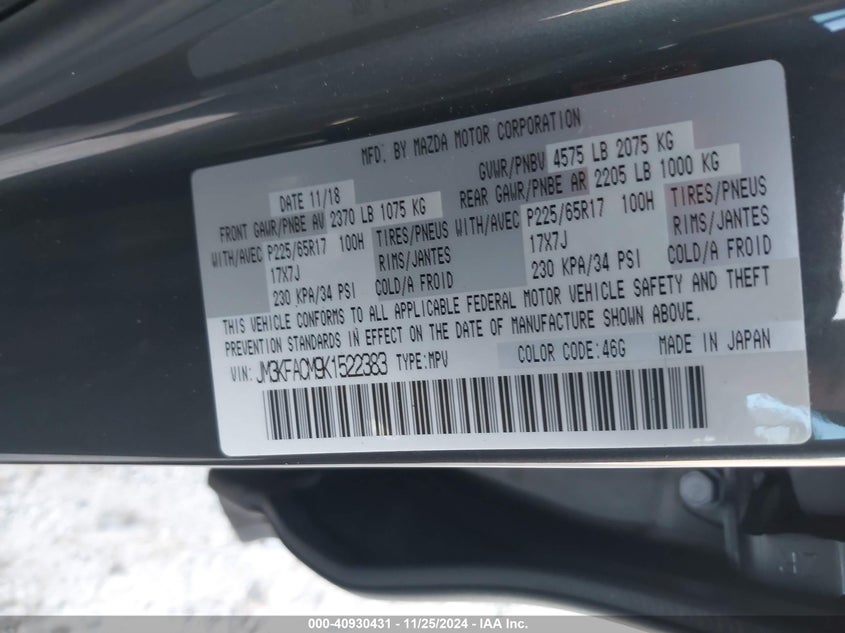 MFD. BY MAZDA MOTOR CORPORATION
DATE 11/18 GVWR/PNBV 4575 LB 2075 KG
FRONT GAWR/PNBE AV 2370 LB 1075 KG REAR GAWR/PNBE AR 2205 LB 1000 KG
WITH/AVEC P225/65R17 100H TIRES/PNEUS WITH/AVEC P225/65R17 100H TIRES/PNEUS
17X7J RIMS/JANTES 17X7J RIMS/JANTES
230 KPA/34 PSI COLD/A FROID 230 KPA/34 PSI COLD/A FROID
THIS VEHICLE CONFORMS TO ALL APPLICABLE FEDERAL MOTOR VEHICLE SAFETY AND THEFT
PREVENTION STANDARDS IN EFFECT ON THE DATE OF MANUFACTURE SHOWN ABOVE.
VIN: JM3KFACM9K1522383 TYPE:MPV COLOR CODE:46G MADE IN JAPAN
000-40930431 - 11/25/2024 - IAA Inc.